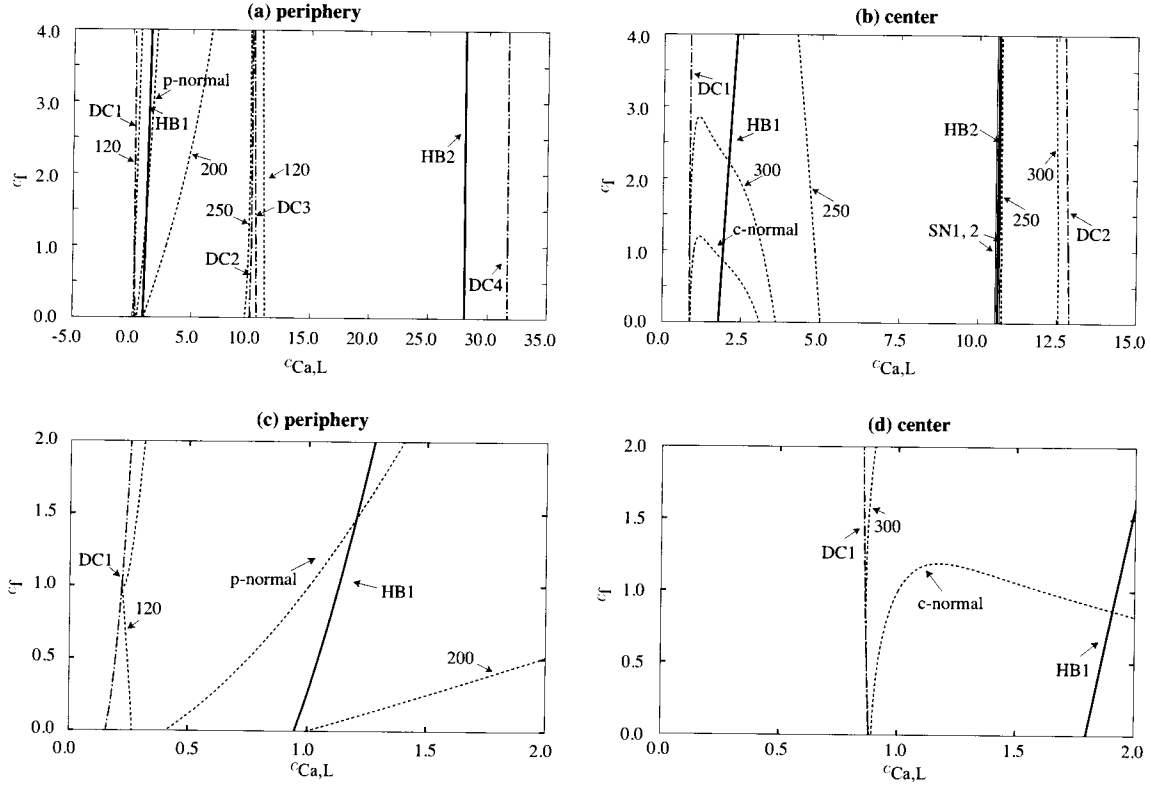 (a) periphery
4.0
3.0
2.0
1.0
0.0
cf
-5.0
0.0
5.0
10.0
15.0
20.0
25.0
30.0
35.0
cCa,L
DC1
120
p-normal
HB1
200
250
DC2
120
DC3
HB2
DC4
(b) center
4.0
3.0
2.0
1.0
0.0
cf
0.0
2.5
5.0
7.5
10.0
12.5
15.0
cCa,L
DC1
HB1
300
c-normal
250
HB2
SN1, 2
250
300
DC2
(c) periphery
2.0
1.5
1.0
0.5
0.0
cf
0.0
0.5
1.0
1.5
2.0
cCa,L
DC1
120
p-normal
HB1
200
(d) center
2.0
1.5
1.0
0.5
0.0
cf
0.0
0.5
1.0
1.5
2.0
cCa,L
DC1
300
c-normal
HB1